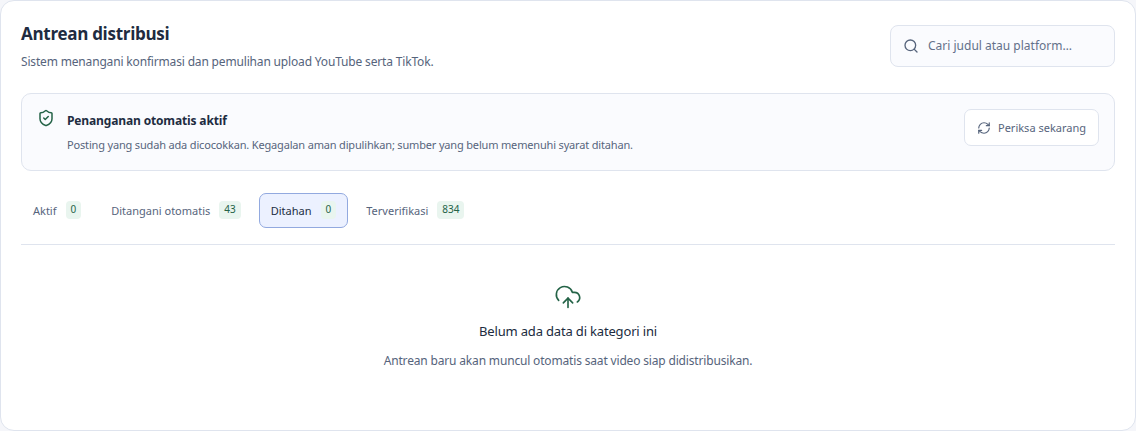 Antrean distribusi
Sistem menangani konfirmasi dan pemulihan upload YouTube serta TikTok.
Cari judul atau platform...
Penanganan otomatis aktif
Posting yang sudah ada dicocokkan. Kegagalan aman dipulihkan; sumber yang belum memenuhi syarat ditahan.
Periksa sekarang
Aktif 0 Ditangani otomatis 43 Ditahan 0 Terverifikasi 834
Belum ada data di kategori ini
Antrean baru akan muncul otomatis saat video siap didistribusikan.